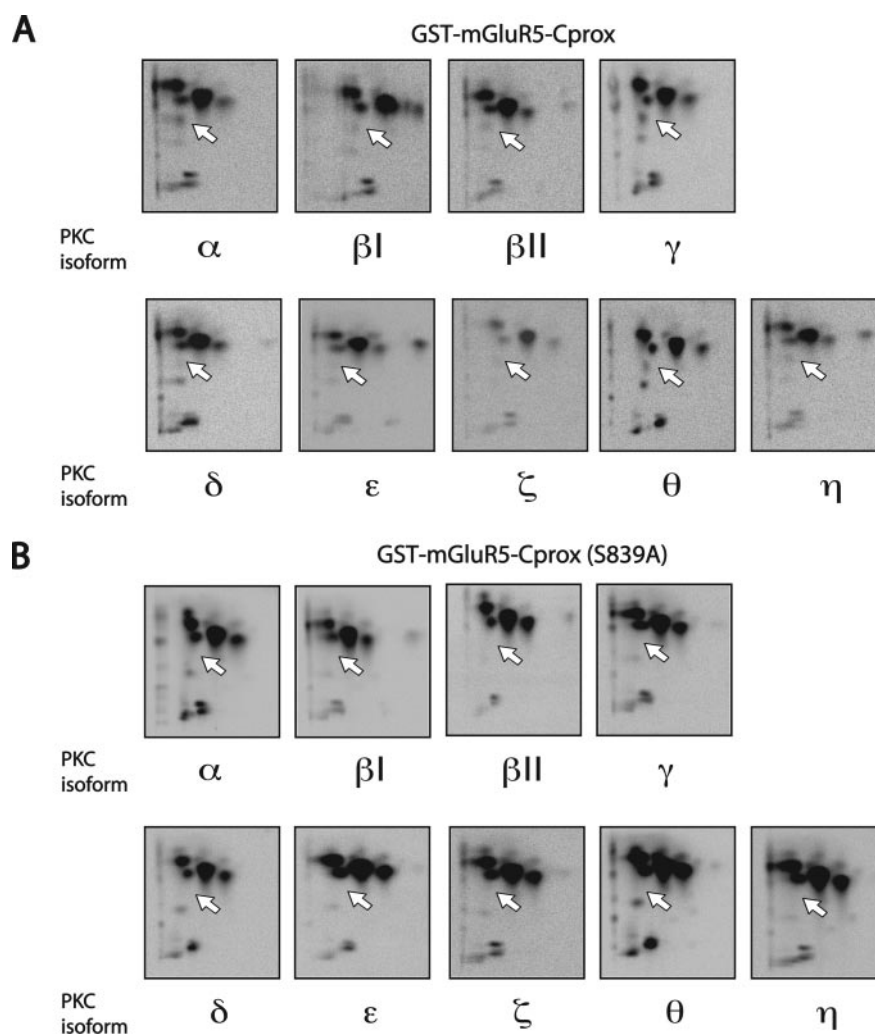 A
GST-mGluR5-Cprox
PKC
isoform
α βI βII γ
PKC
isoform
δ ε ζ θ η
B
GST-mGluR5-Cprox (S839A)
PKC
isoform
α βI βII γ
PKC
isoform
δ ε ζ θ η